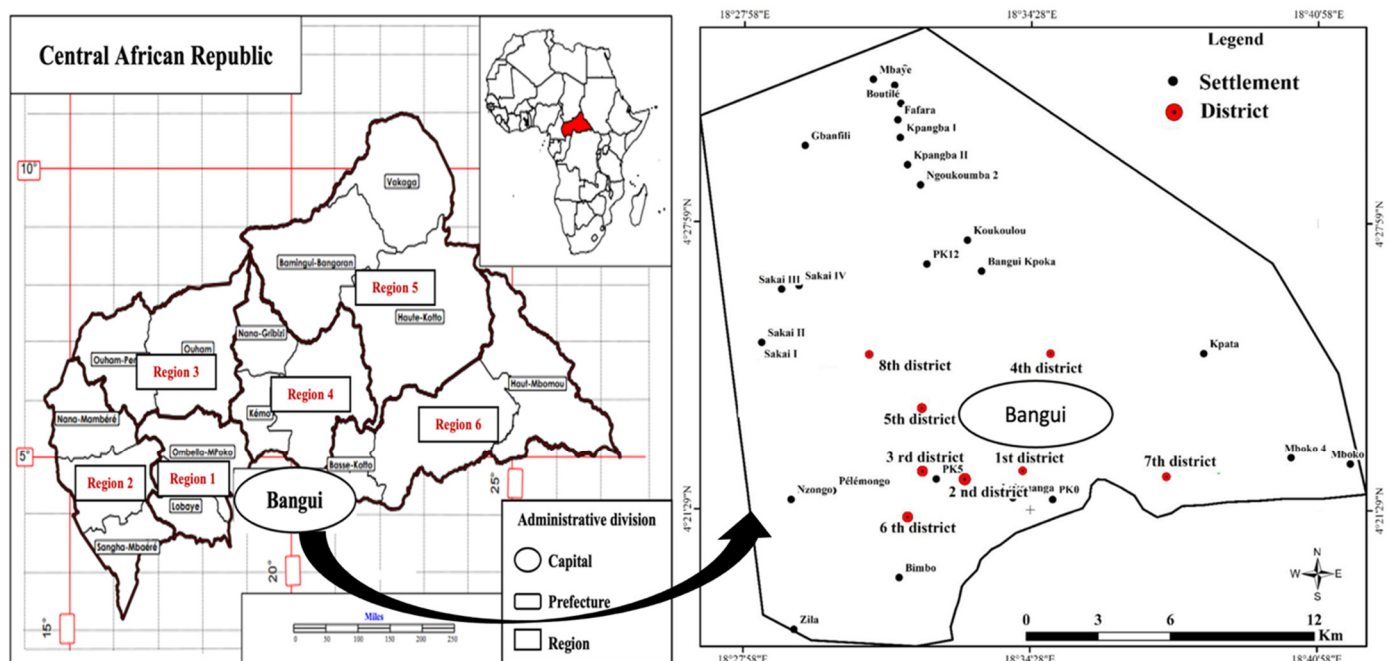 Central African Republic
10°
5°
15°
20°
25°
Vakaga
Bamingui-Bangoran
Region 5
Haute-Kotto
Nana-Gribizi
Ouham
Region 3
Region 4
Kémo
Haut-Mbomou
Region 6
Nana-Mambéré
Ombella-MPoko
Basse-Kotto
Region 2
Region 1
Lobaye
Bangui
Sangha-Mbaéré
Miles
0 50 100 150 200 250
Administrative division
Capital
Prefecture
Region
18°27'58"E
18°34'28"E
18°40'58"E
Legend
Settlement
District
Mbaÿe
Boutilé
Fafara
Kpangba I
Gbanfili
Kpangba II
Ngoukoumba 2
4°27'59"N
4°27'59"N
Koukoulou
PK12
Bangui Kpoka
Sakai III
Sakai IV
Sakai II
Sakai I
Kpata
8th district
4th district
5th district
Bangui
3 rd district
PK5
1st district
7th district
Mboko 4
Mboko
Nzongo
Pélémongo
2 nd district
PK0
4°21'29"N
4°21'29"N
6 th district
Bimbo
Zila
N
W
E
S
0 3 6 12
Km
18°27'58"E
18°34'28"E
18°40'58"E